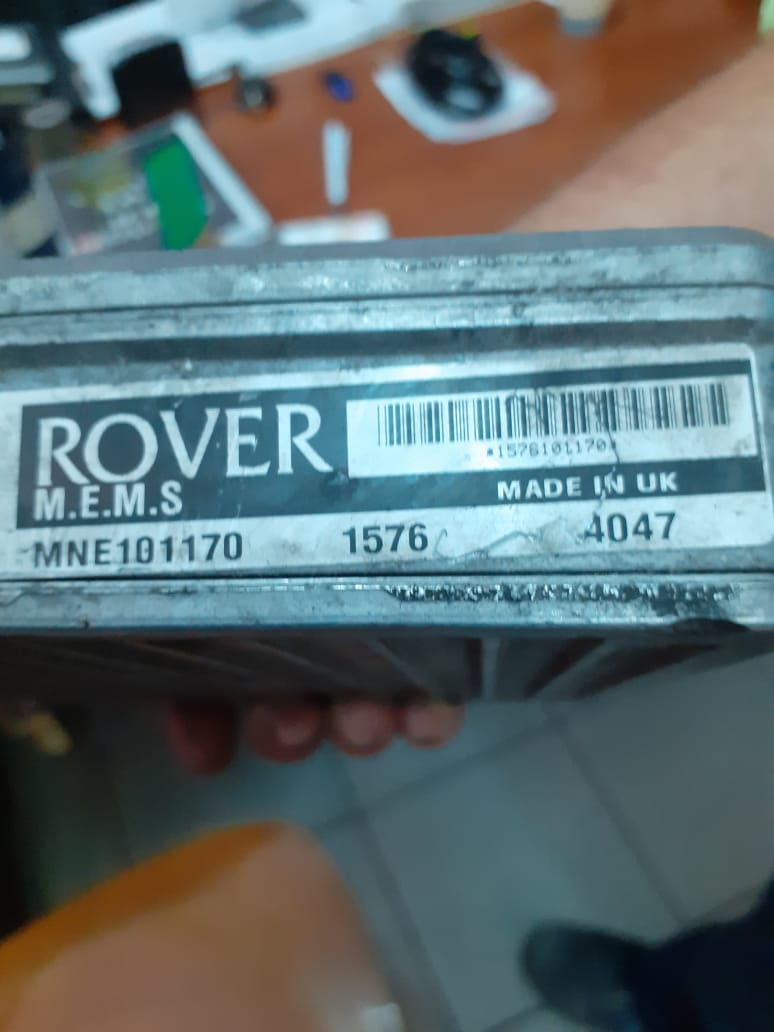 ROVER
M.E.M.S
*1576101170*
MADE IN UK
MNE101170 1576 4047